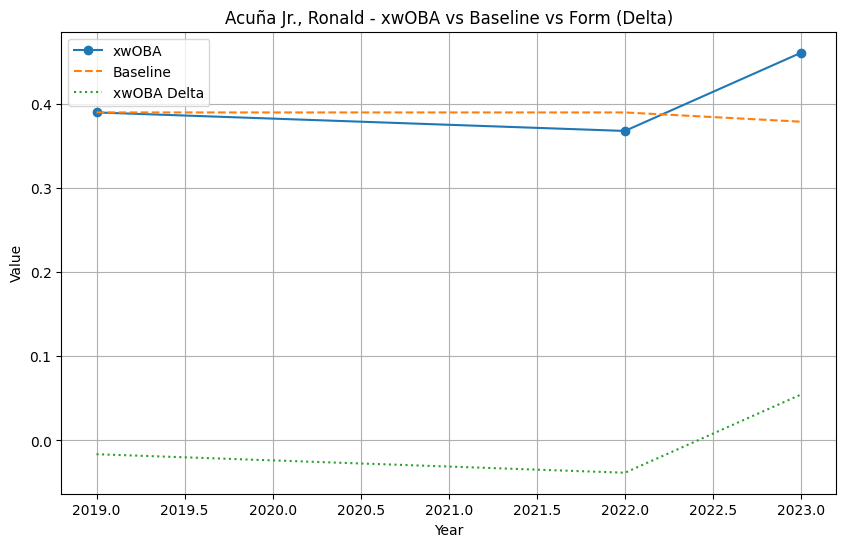 Acuña Jr., Ronald - xwOBA vs Baseline vs Form (Delta)
xwOBA
Baseline
xwOBA Delta
0.4
0.3
0.2
0.1
0.0
Value
2019.0 2019.5 2020.0 2020.5 2021.0 2021.5 2022.0 2022.5 2023.0
Year